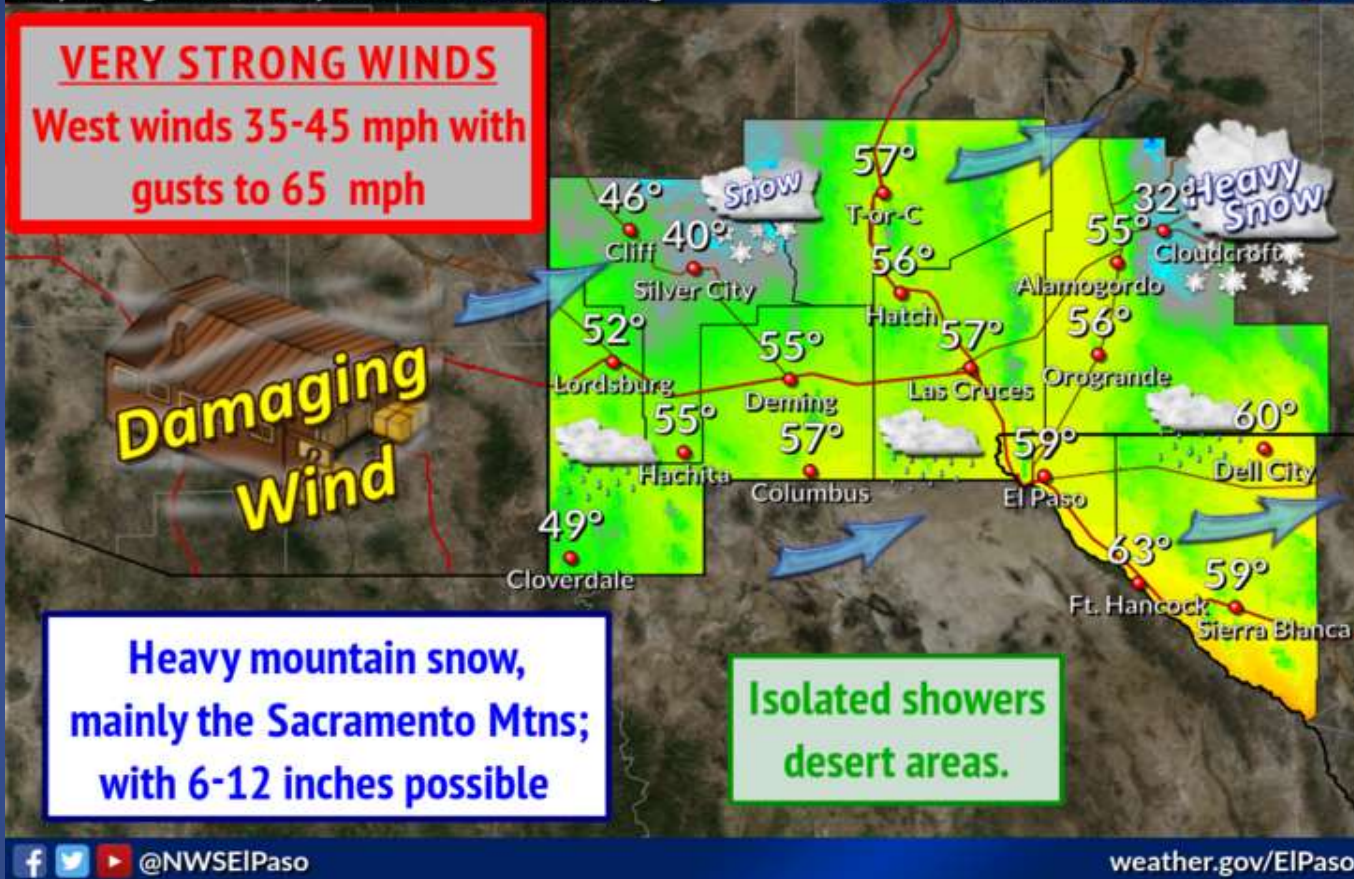 VERY STRONG WINDS
West winds 35-45 mph with
gusts to 65 mph
Snow
Heavy
Snow
57°
T-or-C
46°
Cliff
40°
Silver City
32°
Cloudcroft
55°
Alamogordo
56°
Hatch
52°
Lordsburg
55°
Deming
57°
Las Cruces
56°
Orogrande
Damaging
Wind
55°
Hachita
57°
Columbus
59°
El Paso
60°
Dell City
49°
Cloverdale
63°
Ft. Hancock
59°
Sierra Blanca
Heavy mountain snow,
mainly the Sacramento Mtns;
with 6-12 inches possible
Isolated showers
desert areas.
@NWSElPaso
weather.gov/ElPaso